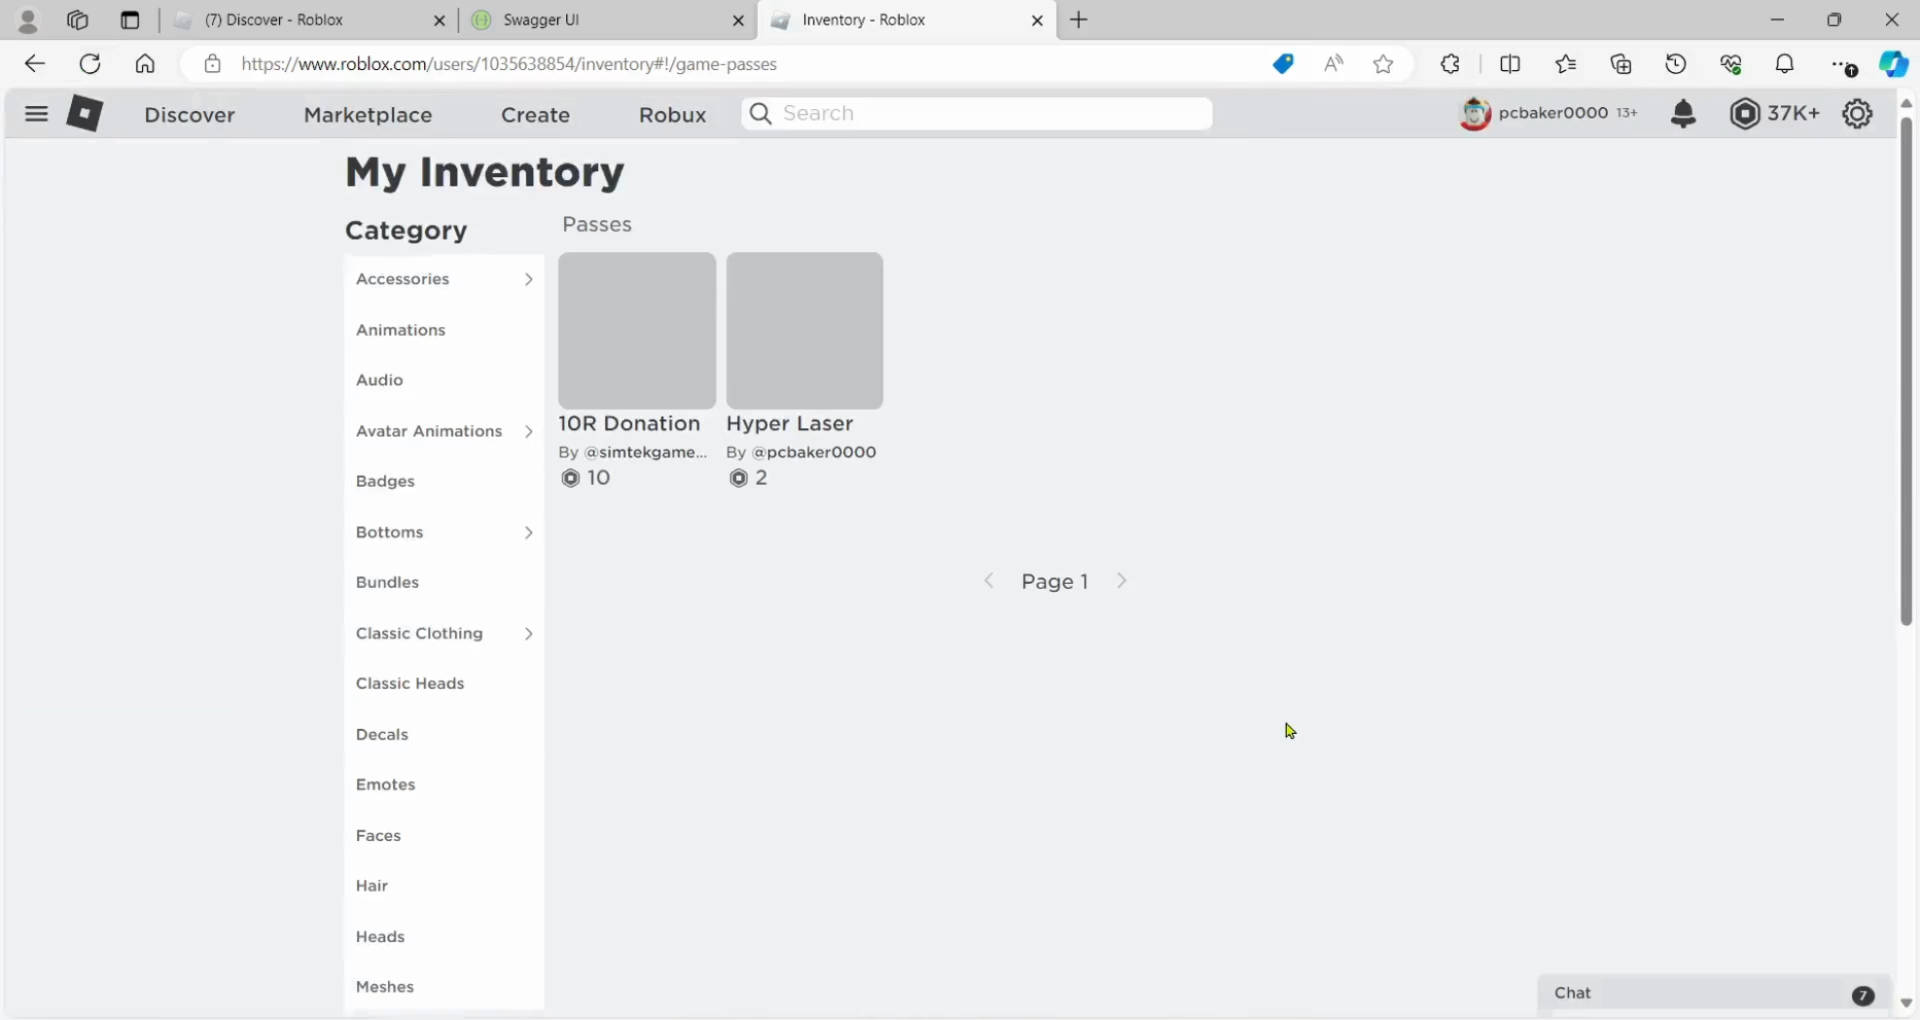 (7) Discover - Roblox
Swagger UI
Inventory - Roblox
https://www.roblox.com/users/1035638854/inventory#!/game-passes
Discover
Marketplace
Create
Robux
Search
pcbaker0000 13+
37K+
My Inventory
Category
Passes
Accessories
Animations
Audio
Avatar Animations
Badges
Bottoms
Bundles
Classic Clothing
Classic Heads
Decals
Emotes
Faces
Hair
Heads
Meshes
10R Donation
By @simtekgame...
10
Hyper Laser
By @pcbaker0000
2
Page 1
Chat
7